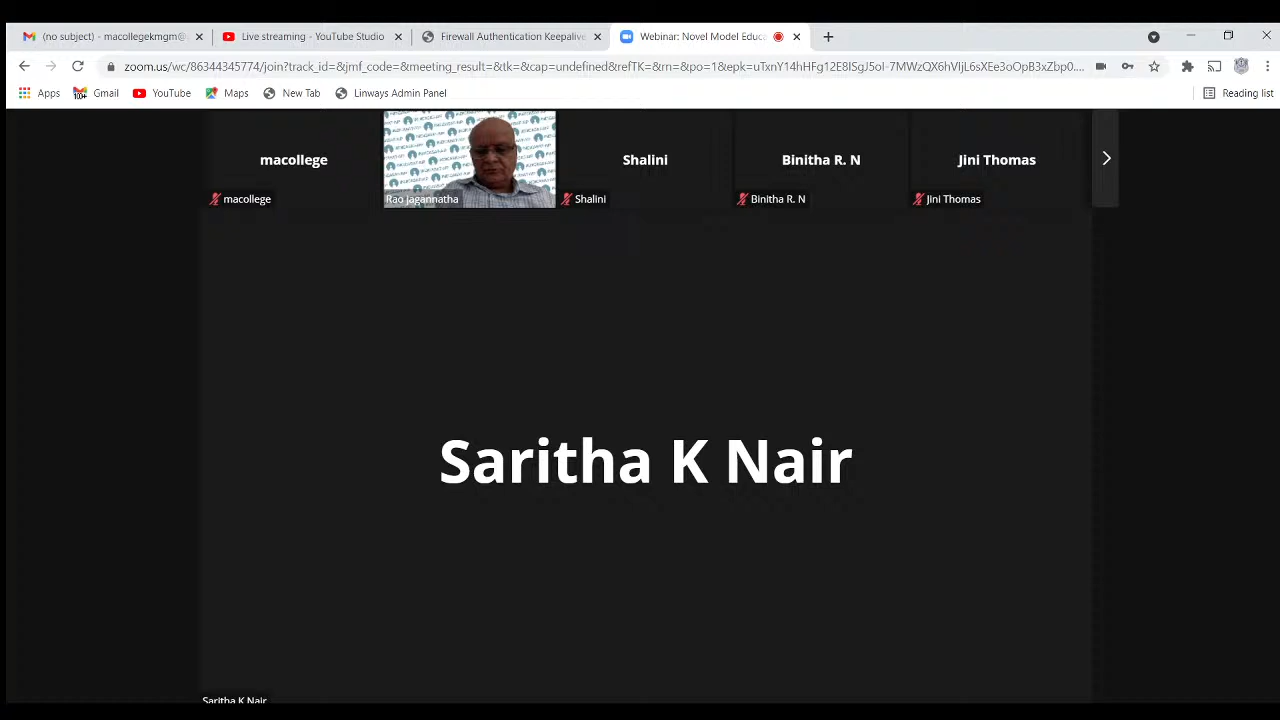 (no subject) - macollegekmgm@
Live streaming - YouTube Studio
Firewall Authentication Keepalive
Webinar: Novel Model Educa
zoom.us/wc/86344345774/join?track_id=&jmf_code=&meeting_result=&tk=&cap=undefined&refTK=&rn=&po=1&epk=uTxnY14hHFg12E8ISgJ5oI-7MWzQX6hVIjL6sXEe3oOpB3xZbp0....
Apps
100+
Gmail
YouTube
Maps
New Tab
Linways Admin Panel
Reading list
macollege
Shalini
Binitha R. N
Jini Thomas
macollege
Rao jagannatha
Shalini
Binitha R. N
Jini Thomas
Saritha K Nair
Saritha K Nair